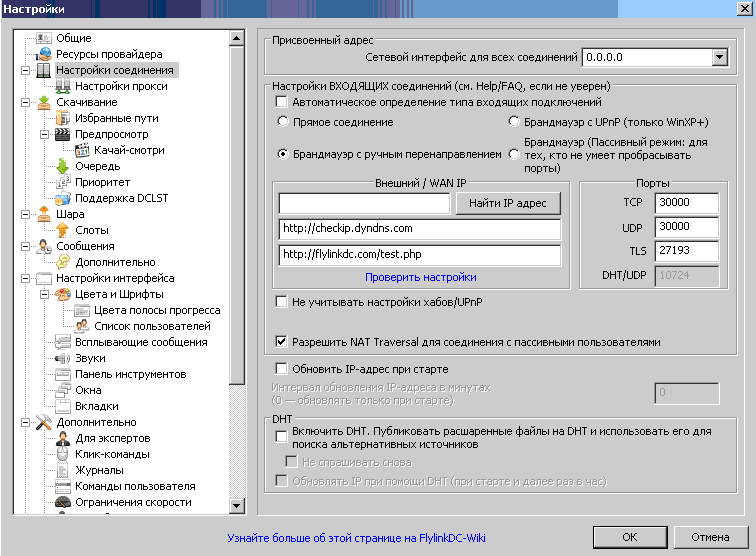 Настройки
Общие
Ресурсы провайдера
Настройки соединения
Настройки прокси
Скачивание
Избранные пути
Предпросмотр
Качай-смотри
Очередь
Приоритет
Поддержка DCLST
Шара
Слоты
Сообщения
Дополнительно
Настройки интерфейса
Цвета и Шрифты
Цвета полосы прогресса
Список пользователей
Всплывающие сообщения
Звуки
Панель инструментов
Окна
Вкладки
Дополнительно
Для экспертов
Клик-команды
Журналы
Команды пользователя
Ограничения скорости
Присвоенный адрес
Сетевой интерфейс для всех соединений 0.0.0.0
Настройки ВХОДЯЩИХ соединений (см. Help/FAQ, если не уверен)
Автоматическое определение типа входящих подключений
Прямое соединение
Брандмауэр с UPnP (только WinXP+)
Брандмауэр с ручным перенаправлением
Брандмауэр (Пассивный режим: для
тех, кто не умеет пробрасывать
порты)
Внешний / WAN IP
Найти IP адрес
http://checkip.dyndns.com
http://flylinkdc.com/test.php
Проверить настройки
Порты
TCP 30000
UDP 30000
TLS 27193
DHT/UDP 10724
Не учитывать настройки хабов/UPnP
Разрешить NAT Traversal для соединения с пассивными пользователями
Обновить IP-адрес при старте
Интервал обновления IP-адреса в минутах
(0 — обновлять только при старте)
0
DHT
Включить DHT. Публиковать расшаренные файлы на DHT и использовать его для
поиска альтернативных источников
Не спрашивать снова
Обновлять IP при помощи DHT (при старте и далее раз в час)
Узнайте больше об этой странице на FlylinkDC-Wiki
OK
Отмена